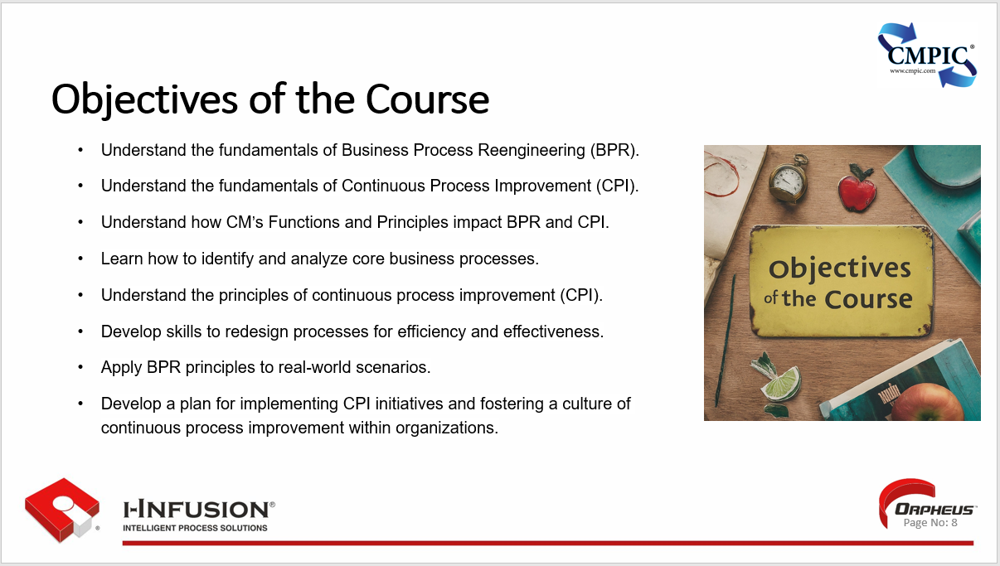 CMPIC®
www.cmpic.com
Objectives of the Course
• Understand the fundamentals of Business Process Reengineering (BPR).
• Understand the fundamentals of Continuous Process Improvement (CPI).
• Understand how CM’s Functions and Principles impact BPR and CPI.
• Learn how to identify and analyze core business processes.
• Understand the principles of continuous process improvement (CPI).
• Develop skills to redesign processes for efficiency and effectiveness.
• Apply BPR principles to real-world scenarios.
• Develop a plan for implementing CPI initiatives and fostering a culture of
continuous process improvement within organizations.
Objectives
of the Course
®
I-INFUSION®
INTELLIGENT PROCESS SOLUTIONS
ORPHEUS™
Page No: 8